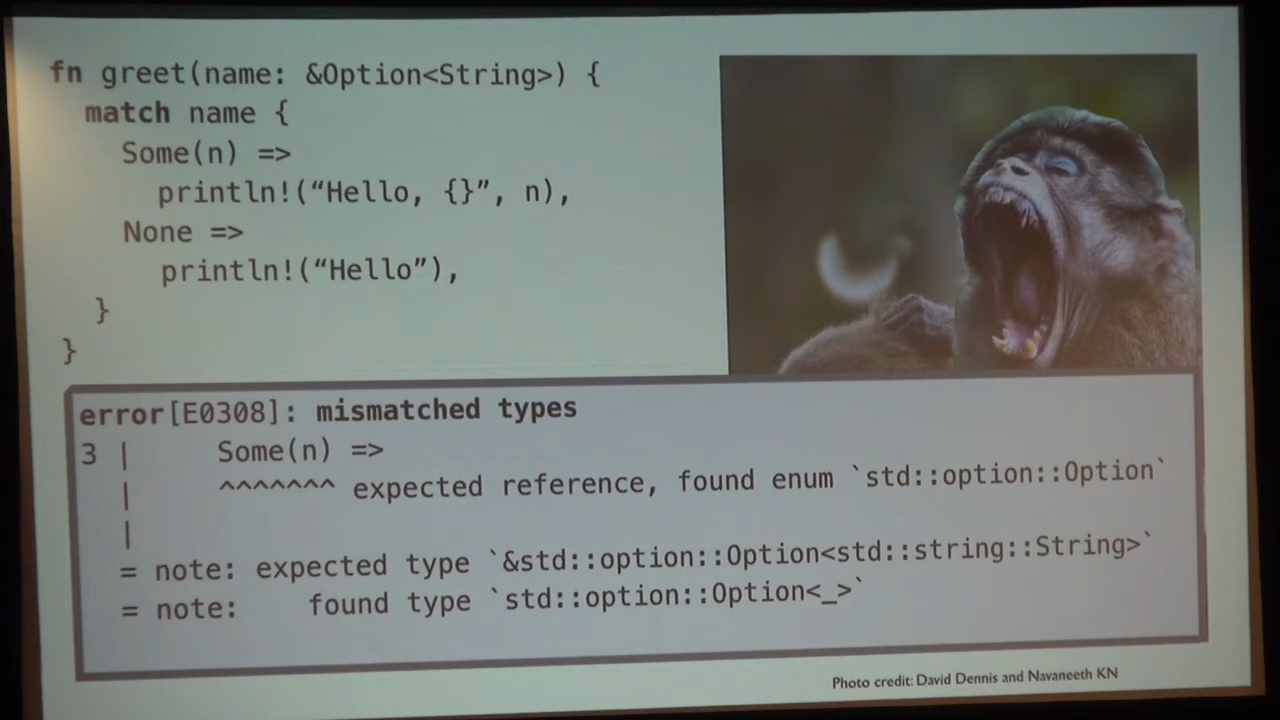 fn greet(name: &Option<String>) {
match name {
Some(n) =>
println!(“Hello, {}”, n),
None =>
println!(“Hello”),
}
}
error[E0308]: mismatched types
3 | Some(n) =>
| ^^^^^^^ expected reference, found enum `std::option::Option`
|
= note: expected type `&std::option::Option<std::string::String>`
= note: found type `std::option::Option<_>`
Photo credit: David Dennis and Navaneeth KN